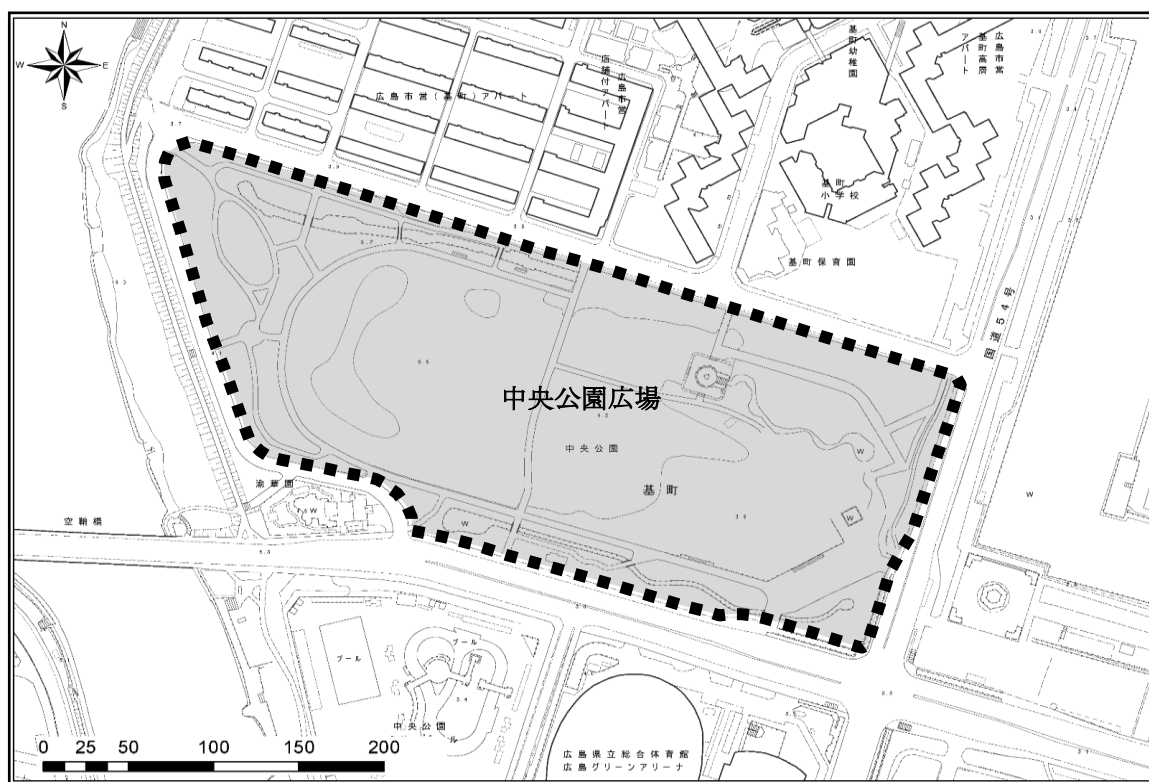 N
W
E
S
広島市営(基町)アパート
広島市営
店舗付アパート
基町幼稚園
広島市営
基町高層
アパート
基町
小学校
基町保育園
国道54号
3.7
中央公園広場
中央公園
基町
W
W
W
W
渝華園
空鞘橋
プール
プール
中央公園
プール
広島県立総合体育館
広島グリーンアリーナ
0 25 50 100 150 200